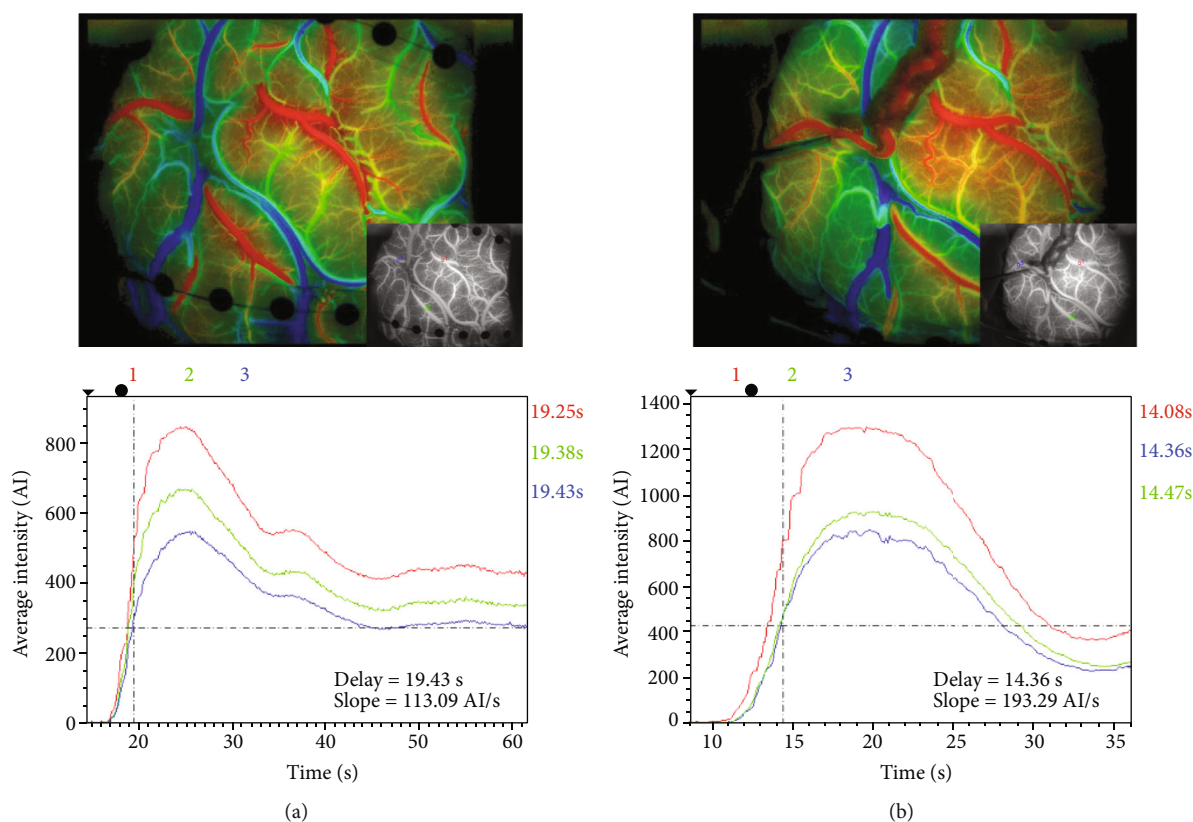 1 2 3
800
600
400
200
0
Average intensity (AI)
20 30 40 50 60
Time (s)
19.25s
19.38s
19.43s
Delay = 19.43 s
Slope = 113.09 AI/s
(a)
1 2 3
1400
1200
1000
800
600
400
200
0
Average intensity (AI)
10 15 20 25 30 35
Time (s)
14.08s
14.36s
14.47s
Delay = 14.36 s
Slope = 193.29 AI/s
(b)